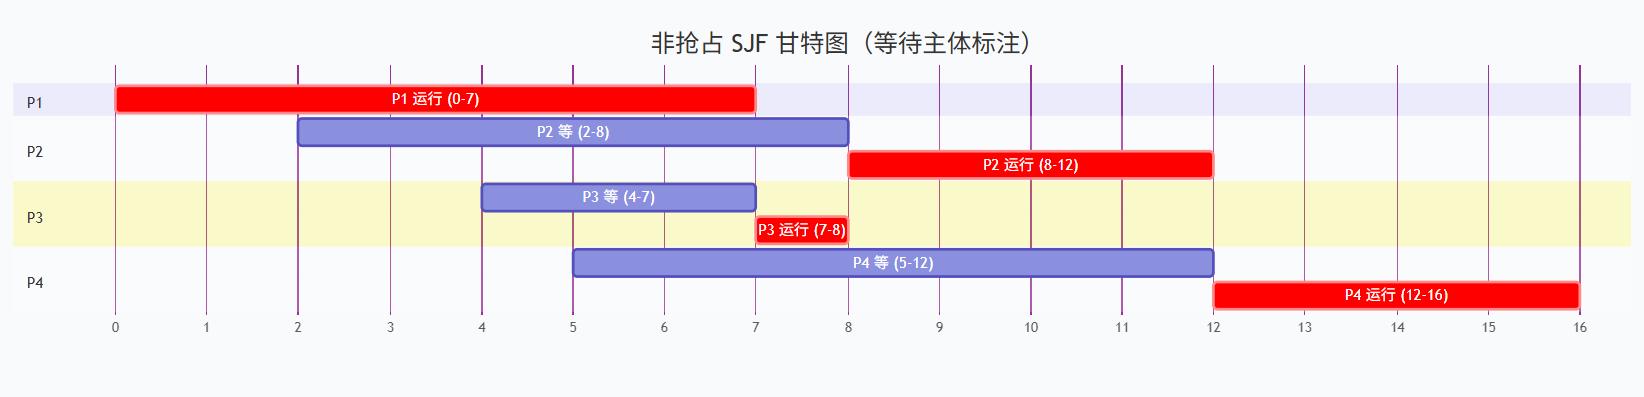 非抢占 SJF 甘特图（等待主体标注）
P1
P1 运行 (0-7)
P2
P2 等 (2-8)
P2 运行 (8-12)
P3
P3 等 (4-7)
P3 运行 (7-8)
P4
P4 等 (5-12)
P4 运行 (12-16)
0 1 2 3 4 5 6 7 8 9 10 11 12 13 14 15 16